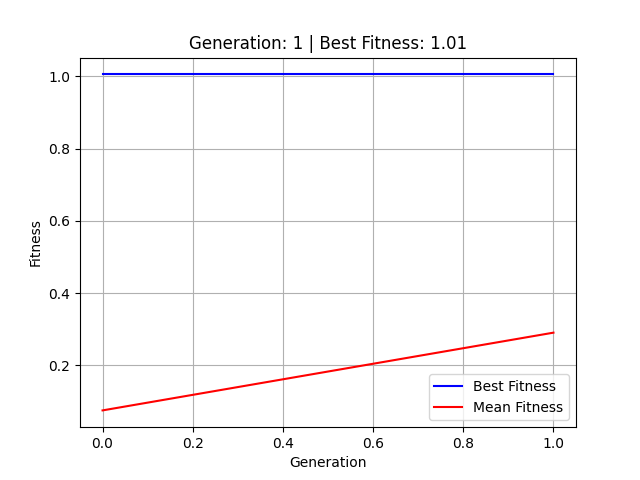 Generation: 1 | Best Fitness: 1.01
Fitness
1.0
0.8
0.6
0.4
0.2
Best Fitness
Mean Fitness
0.0 0.2 0.4 0.6 0.8 1.0
Generation